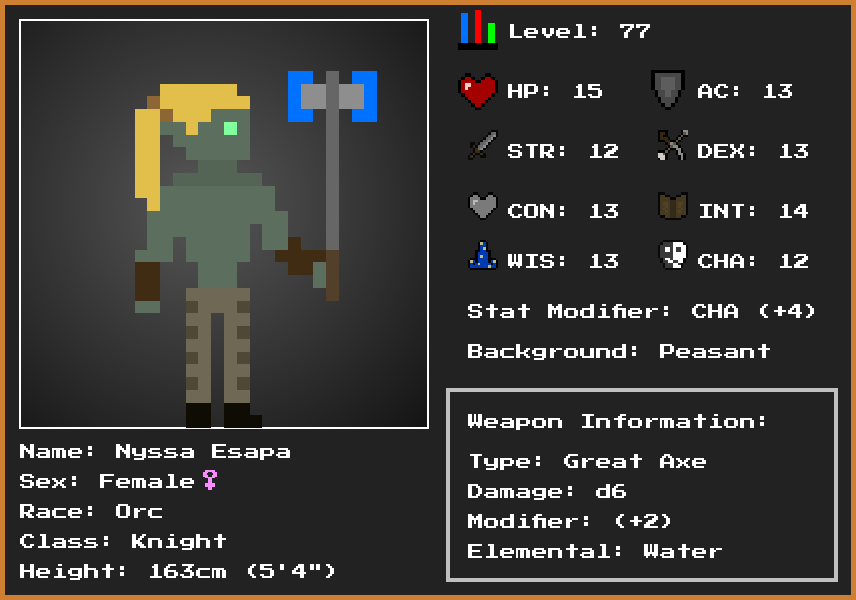 Level: 77
HP: 15 AC: 13
STR: 12 DEX: 13
CON: 13 INT: 14
WIS: 13 CHA: 12
Stat Modifier: CHA (+4)
Background: Peasant
Weapon Information:
Type: Great Axe
Damage: d6
Modifier: (+2)
Elemental: Water
Name: Nyssa Esapa
Sex: Female♀
Race: Orc
Class: Knight
Height: 163cm (5'4")